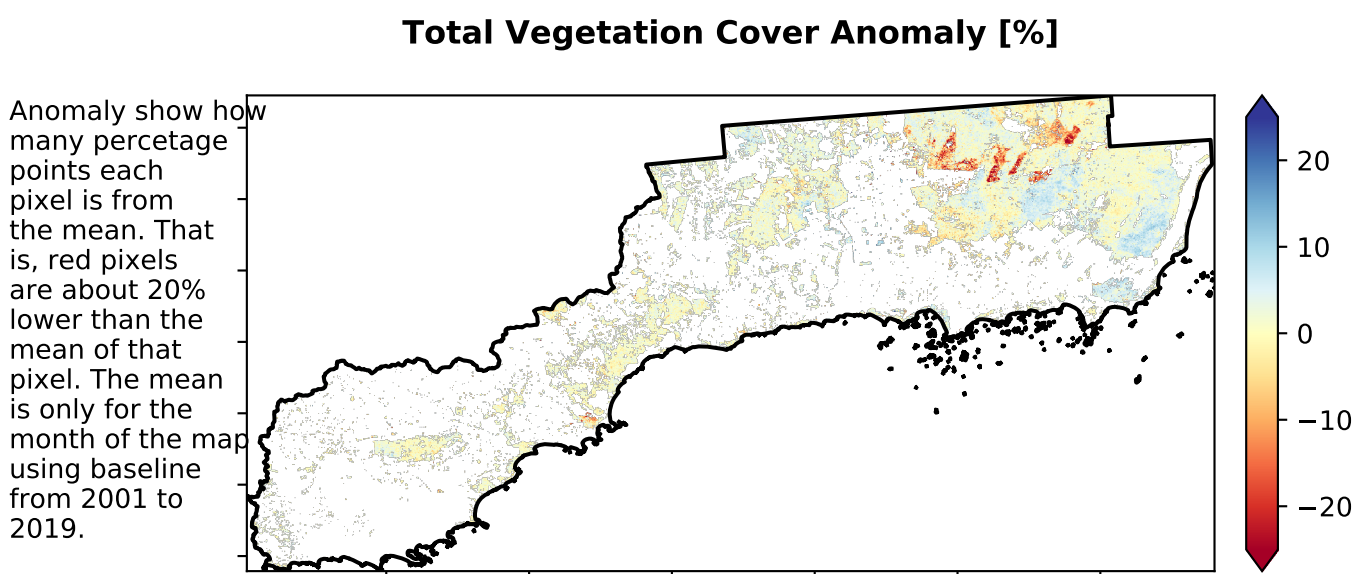 Total Vegetation Cover Anomaly [%]
Anomaly show how
many percetage
points each
pixel is from
the mean. That
is, red pixels
are about 20%
lower than the
mean of that
pixel. The mean
is only for the
month of the map
using baseline
from 2001 to
2019.
20
10
0
−10
−20